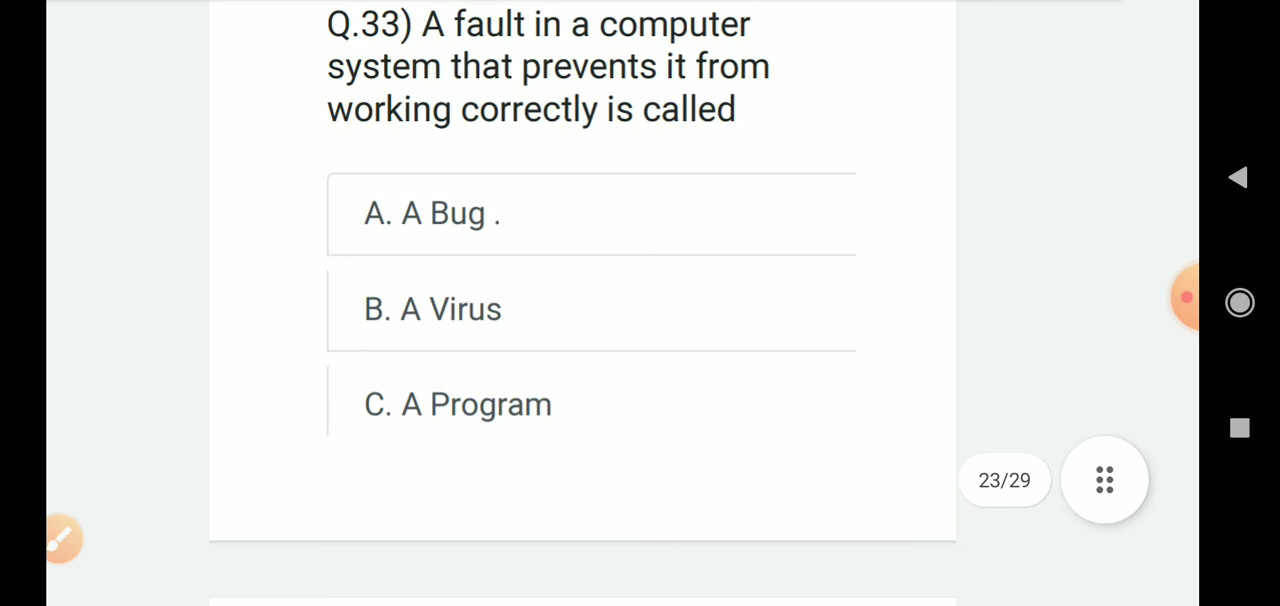 Q.33) A fault in a computer
system that prevents it from
working correctly is called
A. A Bug .
B. A Virus
C. A Program
23/29